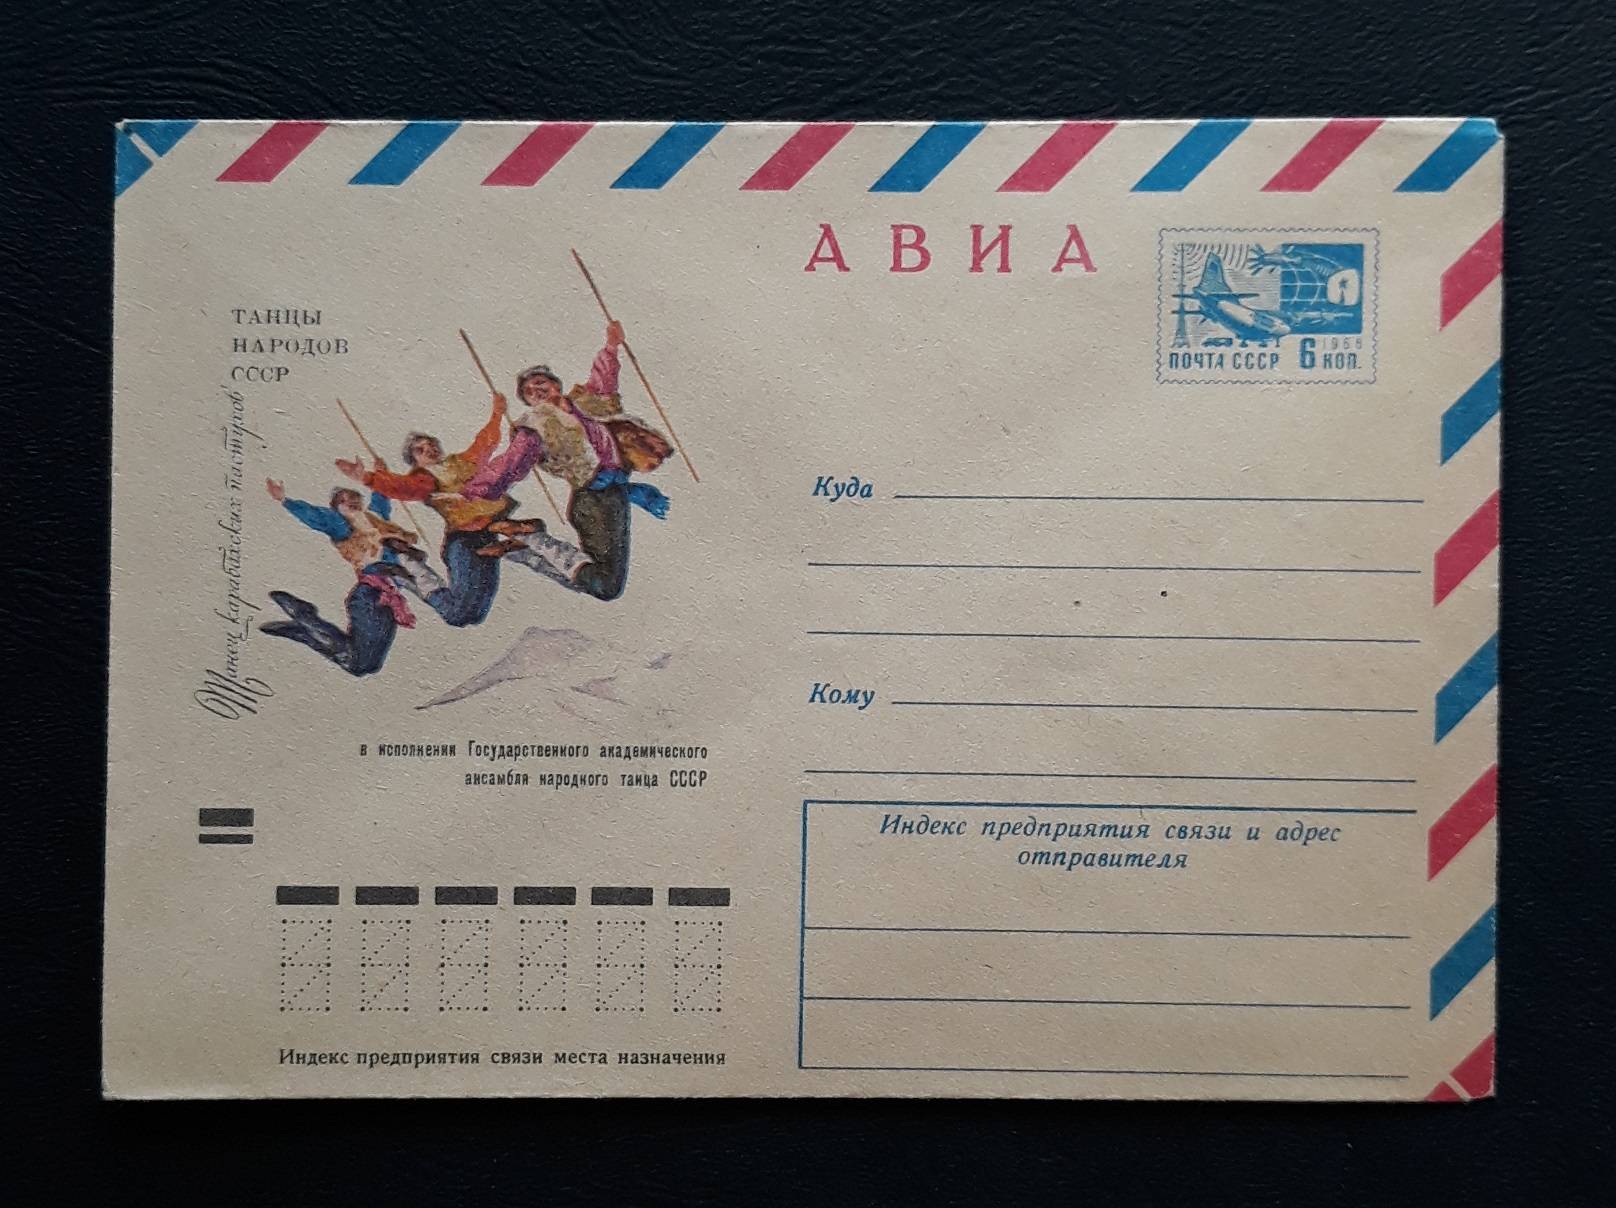 АВИА
ТАНЦЫ
НАРОДОВ
СССР
Танец карабахских пастухов
1966
ПОЧТА СССР 6 КОП.
Куда
Кому
в исполнении Государственного академического
ансамбля народного танца СССР
Индекс предприятия связи и адрес
отправителя
Индекс предприятия связи места назначения